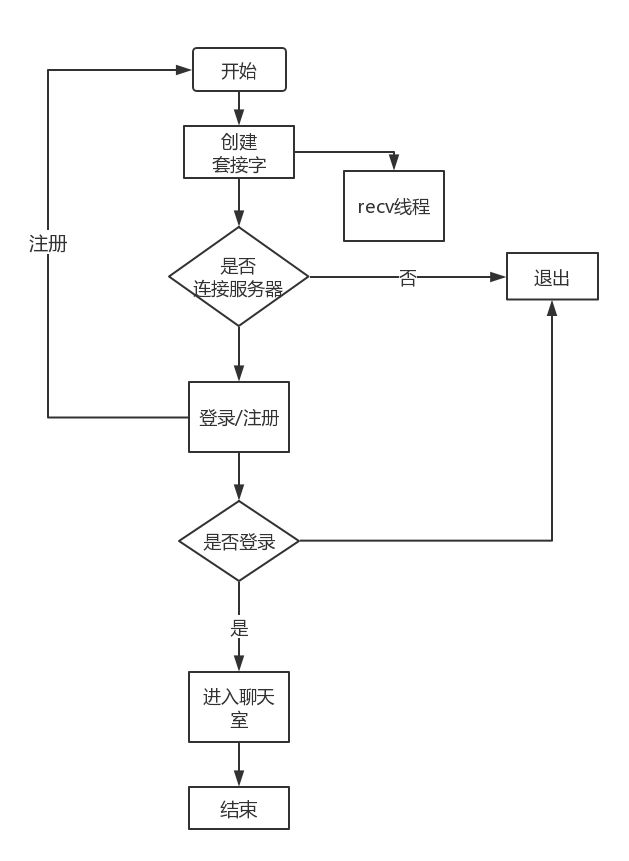 开始
创建
套接字
recv线程
注册
是否
连接服务器
否
退出
登录/注册
是否登录
是
进入聊天
室
结束